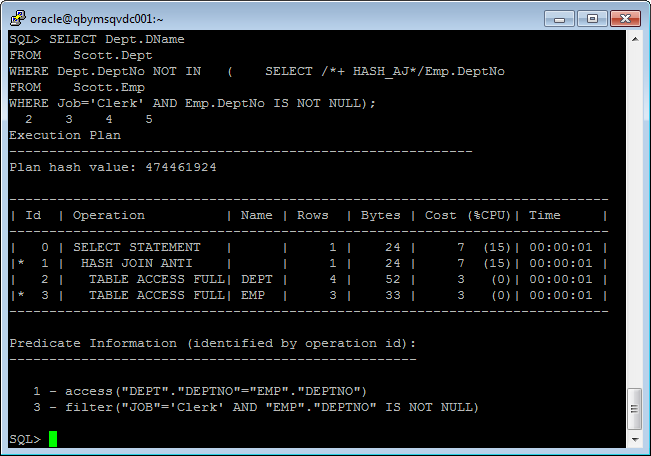 oracle@qbymsqvdc001:~
SQL> SELECT Dept.DName
FROM    Scott.Dept
WHERE Dept.DeptNo NOT IN   (    SELECT /*+ HASH_AJ*/Emp.DeptNo
FROM    Scott.Emp
WHERE Job='Clerk' AND Emp.DeptNo IS NOT NULL);
  2    3    4    5
Execution Plan
----------------------------------------------------------
Plan hash value: 474461924

---------------------------------------------------------------------------
| Id  | Operation          | Name | Rows  | Bytes | Cost (%CPU)| Time     |
---------------------------------------------------------------------------
|   0 | SELECT STATEMENT   |      |     1 |    24 |     7  (15)| 00:00:01 |
|*  1 |  HASH JOIN ANTI    |      |     1 |    24 |     7  (15)| 00:00:01 |
|   2 |   TABLE ACCESS FULL| DEPT |     4 |    52 |     3   (0)| 00:00:01 |
|*  3 |   TABLE ACCESS FULL| EMP  |     3 |    33 |     3   (0)| 00:00:01 |
---------------------------------------------------------------------------

Predicate Information (identified by operation id):
---------------------------------------------------

   1 - access("DEPT"."DEPTNO"="EMP"."DEPTNO")
   3 - filter("JOB"='Clerk' AND "EMP"."DEPTNO" IS NOT NULL)

SQL>